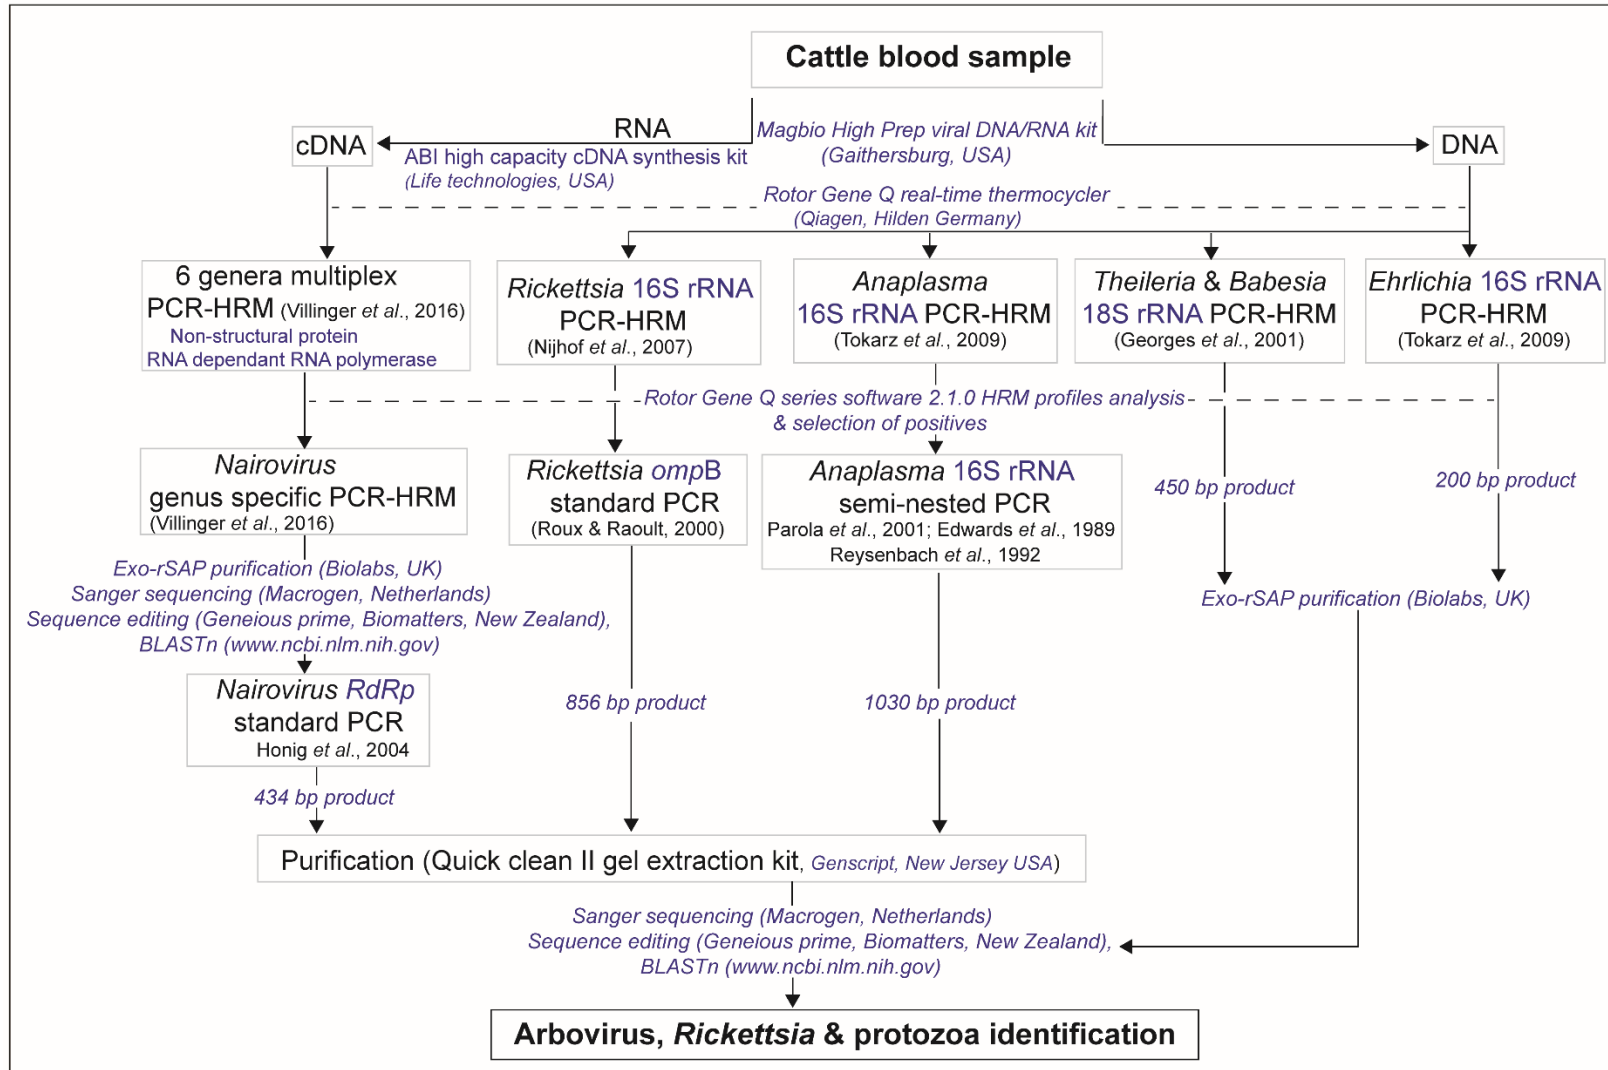 Cattle blood sample
RNA
Magbio High Prep viral DNA/RNA kit
(Gaithersburg, USA)
cDNA
ABI high capacity cDNA synthesis kit
(Life technologies, USA)
DNA
Rotor Gene Q real-time thermocycler
(Qiagen, Hilden Germany)
6 genera multiplex
PCR-HRM (Villinger et al., 2016)
Non-structural protein
RNA dependant RNA polymerase
Rickettsia 16S rRNA
PCR-HRM
(Nijhof et al., 2007)
Anaplasma
16S rRNA PCR-HRM
(Tokarz et al., 2009)
Theileria & Babesia
18S rRNA PCR-HRM
(Georges et al., 2001)
Ehrlichia 16S rRNA
PCR-HRM
(Tokarz et al., 2009)
Rotor Gene Q series software 2.1.0 HRM profiles analysis
& selection of positives
Nairovirus
genus specific PCR-HRM
(Villinger et al., 2016)
Rickettsia ompB
standard PCR
(Roux & Raoult, 2000)
Anaplasma 16S rRNA
semi-nested PCR
Parola et al., 2001; Edwards et al., 1989
Reysenbach et al., 1992
450 bp product
200 bp product
Exo-rSAP purification (Biolabs, UK)
Sanger sequencing (Macrogen, Netherlands)
Sequence editing (Geneious prime, Biomatters, New Zealand),
BLASTn (www.ncbi.nlm.nih.gov)
Exo-rSAP purification (Biolabs, UK)
Nairovirus RdRp
standard PCR
Honig et al., 2004
856 bp product
1030 bp product
434 bp product
Purification (Quick clean II gel extraction kit, Genscript, New Jersey USA)
Sanger sequencing (Macrogen, Netherlands)
Sequence editing (Geneious prime, Biomatters, New Zealand),
BLASTn (www.ncbi.nlm.nih.gov)
Arbovirus, Rickettsia & protozoa identification